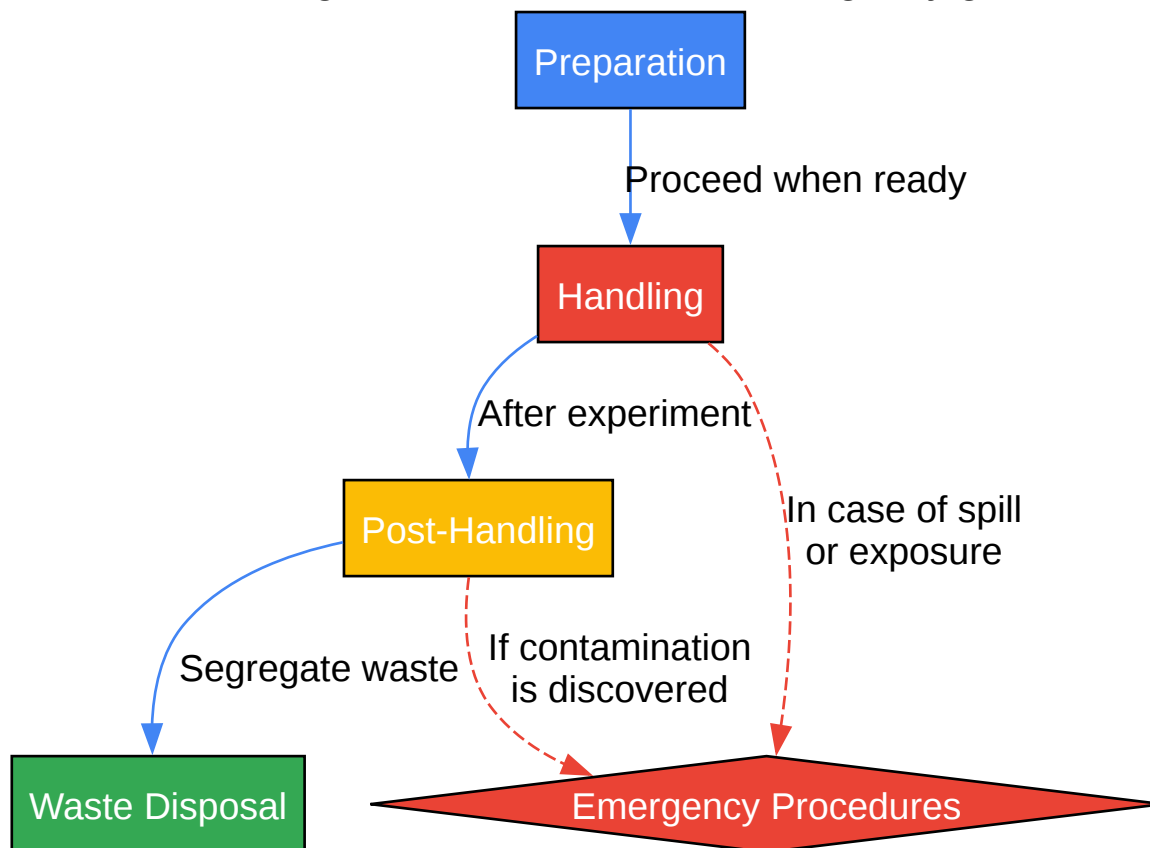 Preparation
Proceed when ready
Handling
After experiment
In case of spill
or exposure
Post-Handling
If contamination
is discovered
Segregate waste
Waste Disposal
Emergency Procedures